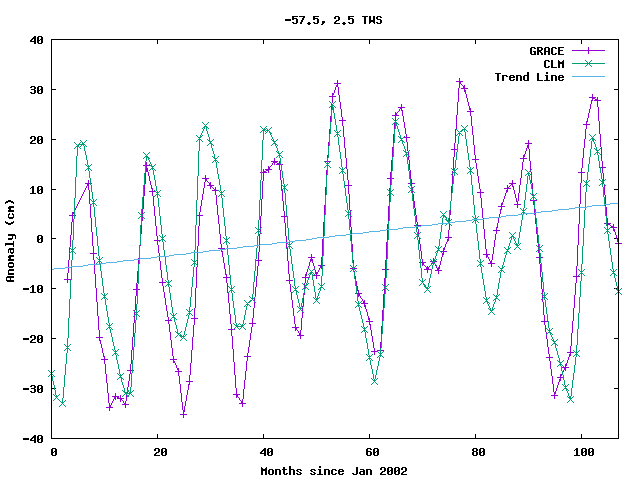 -57.5, 2.5 TWS
GRACE
CLM
Trend Line
40
30
20
10
0
-10
-20
-30
-40
Anomaly (cm)
0 20 40 60 80 100
Months since Jan 2002